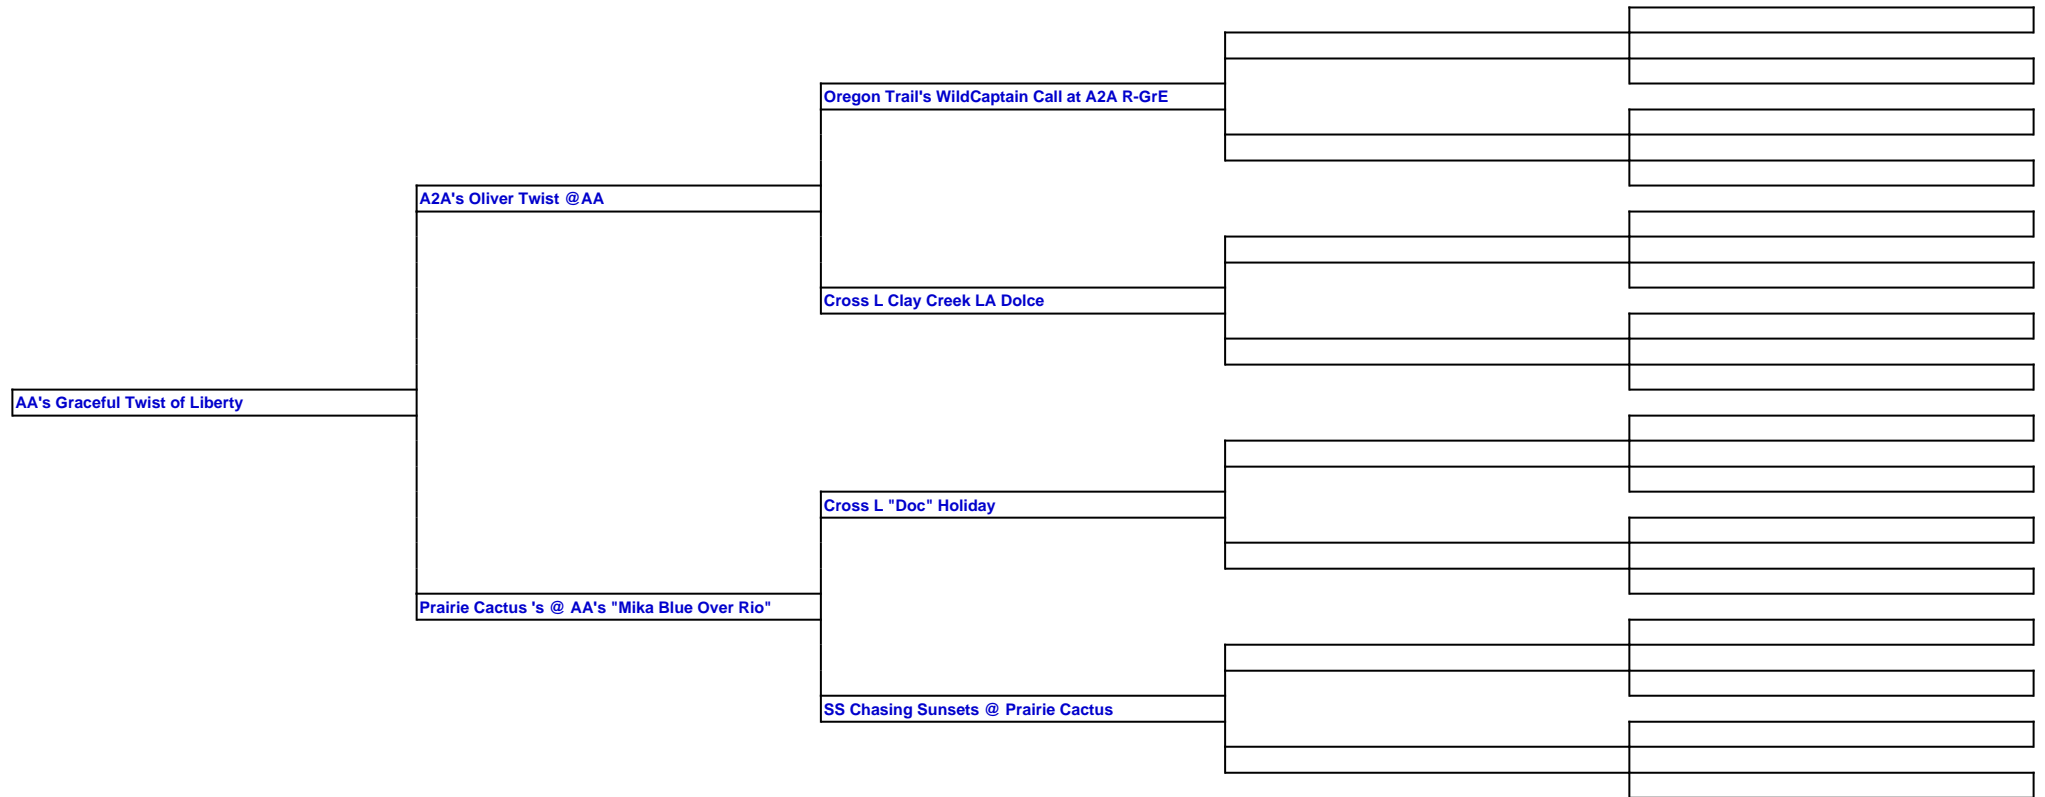 Oregon Trail's WildCaptain Call at A2A R-GrE
A2A's Oliver Twist @AA
Cross L Clay Creek LA Dolce
AA's Graceful Twist of Liberty
Cross L "Doc" Holiday
Prairie Cactus 's @ AA's "Mika Blue Over Rio"
SS Chasing Sunsets @ Prairie Cactus